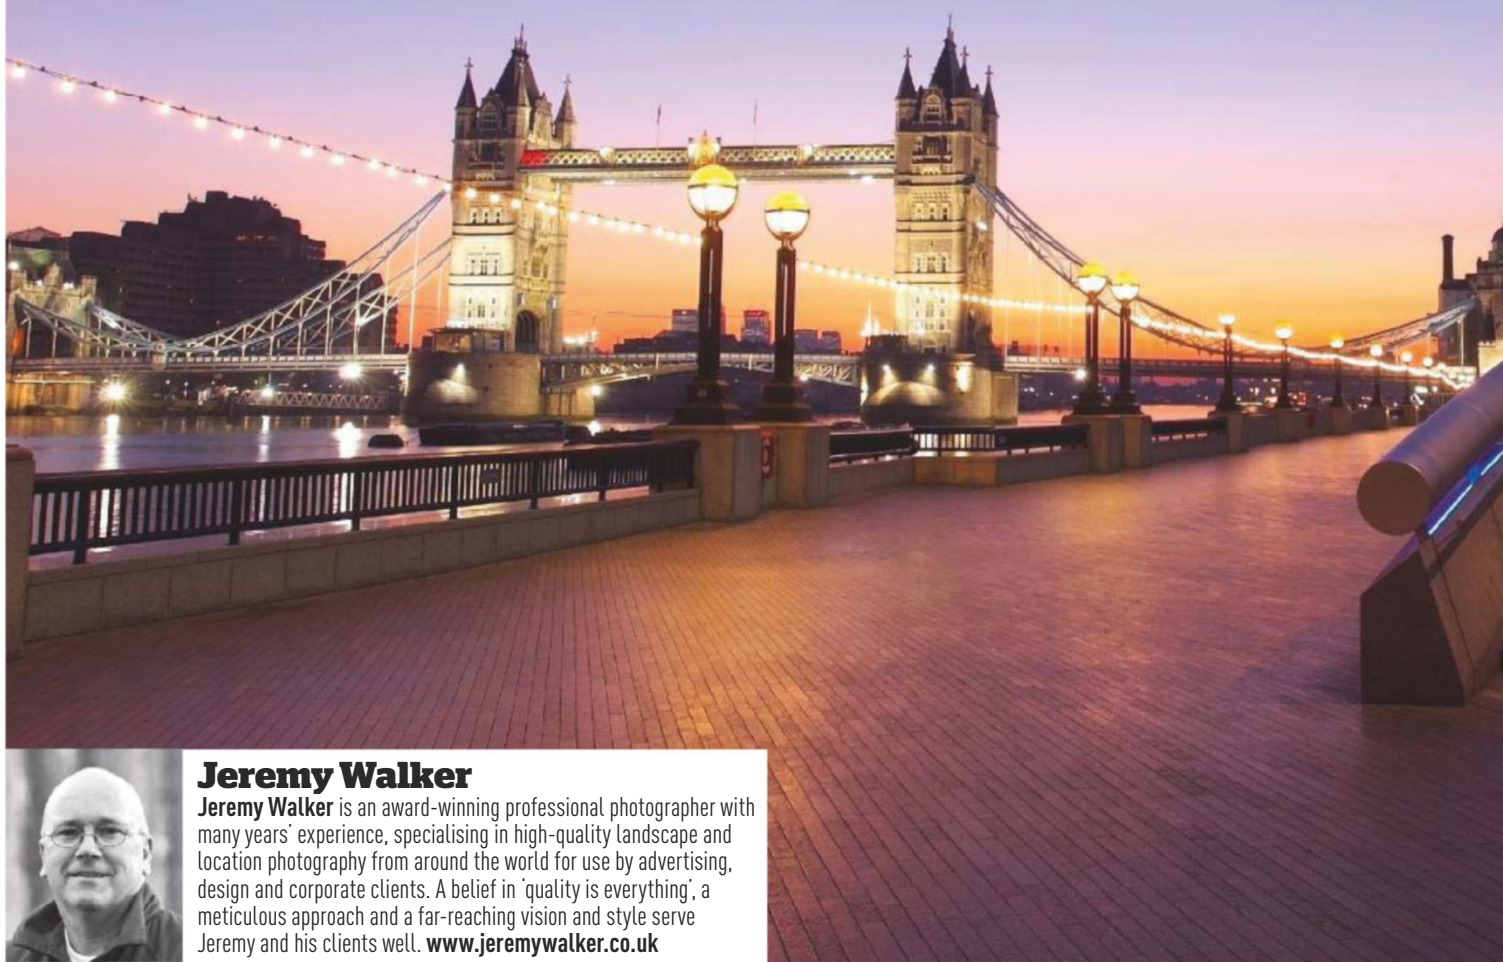 Jeremy Walker
Jeremy Walker is an award-winning professional photographer with
many years' experience, specialising in high-quality landscape and
location photography from around the world for use by advertising,
design and corporate clients. A belief in 'quality is everything', a
meticulous approach and a far-reaching vision and style serve
Jeremy and his clients well. www.jeremywalker.co.uk